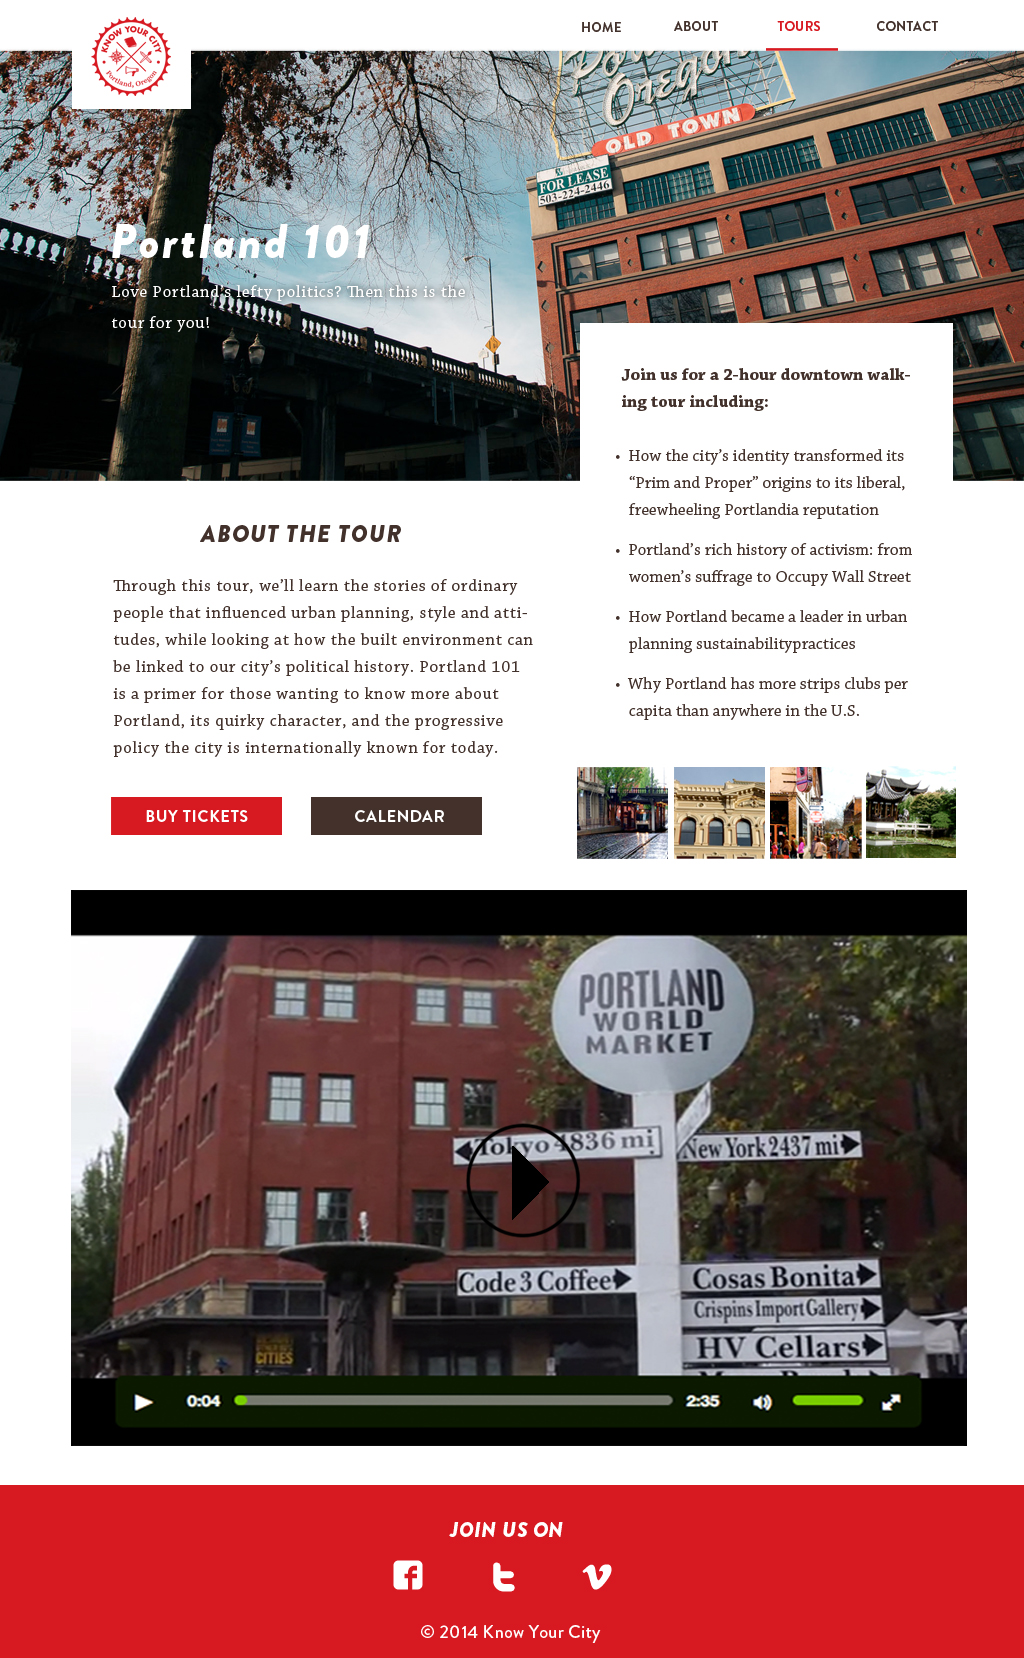 KNOW YOUR CITY
Portland, Oregon
HOME
ABOUT
TOURS
CONTACT
Oregon
OLD TOWN
FOR LEASE
503-224-2446
Portland 101
Love Portland’s lefty politics? Then this is the
tour for you!
Join us for a 2-hour downtown walk-
ing tour including:
• How the city’s identity transformed its
“Prim and Proper” origins to its liberal,
freewheeling Portlandia reputation
• Portland’s rich history of activism: from
women’s suffrage to Occupy Wall Street
• How Portland became a leader in urban
planning sustainabilitypractices
• Why Portland has more strips clubs per
capita than anywhere in the U.S.
ABOUT THE TOUR
Through this tour, we’ll learn the stories of ordinary
people that influenced urban planning, style and atti-
tudes, while looking at how the built environment can
be linked to our city’s political history. Portland 101
is a primer for those wanting to know more about
Portland, its quirky character, and the progressive
policy the city is internationally known for today.
BUY TICKETS
CALENDAR
PORTLAND
WORLD
MARKET
Tokyo 4836 mi.
New York 2437 mi
Code 3 Coffee
Cosas Bonita
Crispins Import Gallery
HV Cellars
CITIES
0:04
2:35
JOIN US ON
© 2014 Know Your City